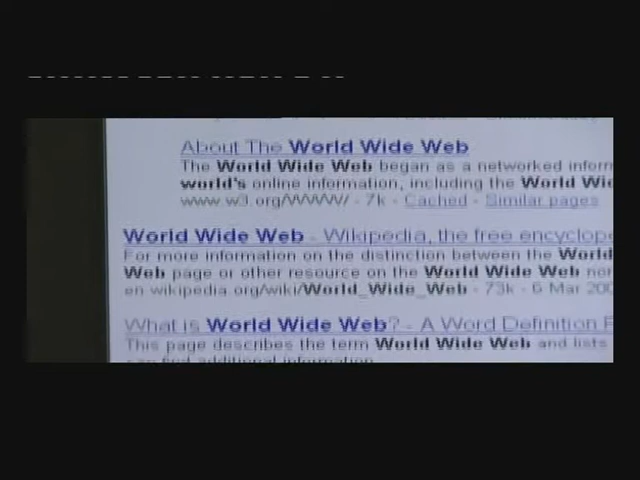 About The World Wide Web
The World Wide Web began as a networked inform
world's online information, including the World Wid
www.w3.org/WWW/ - 7k - Cached - Similar pages
World Wide Web - Wikipedia, the free encyclope
For more information on the distinction between the World
Web page or other resource on the World Wide Web nor
en.wikipedia.org/wiki/World_Wide_Web - 73k - 6 Mar 200
What is World Wide Web? - A Word Definition F
This page describes the term World Wide Web and lists
can find additional information